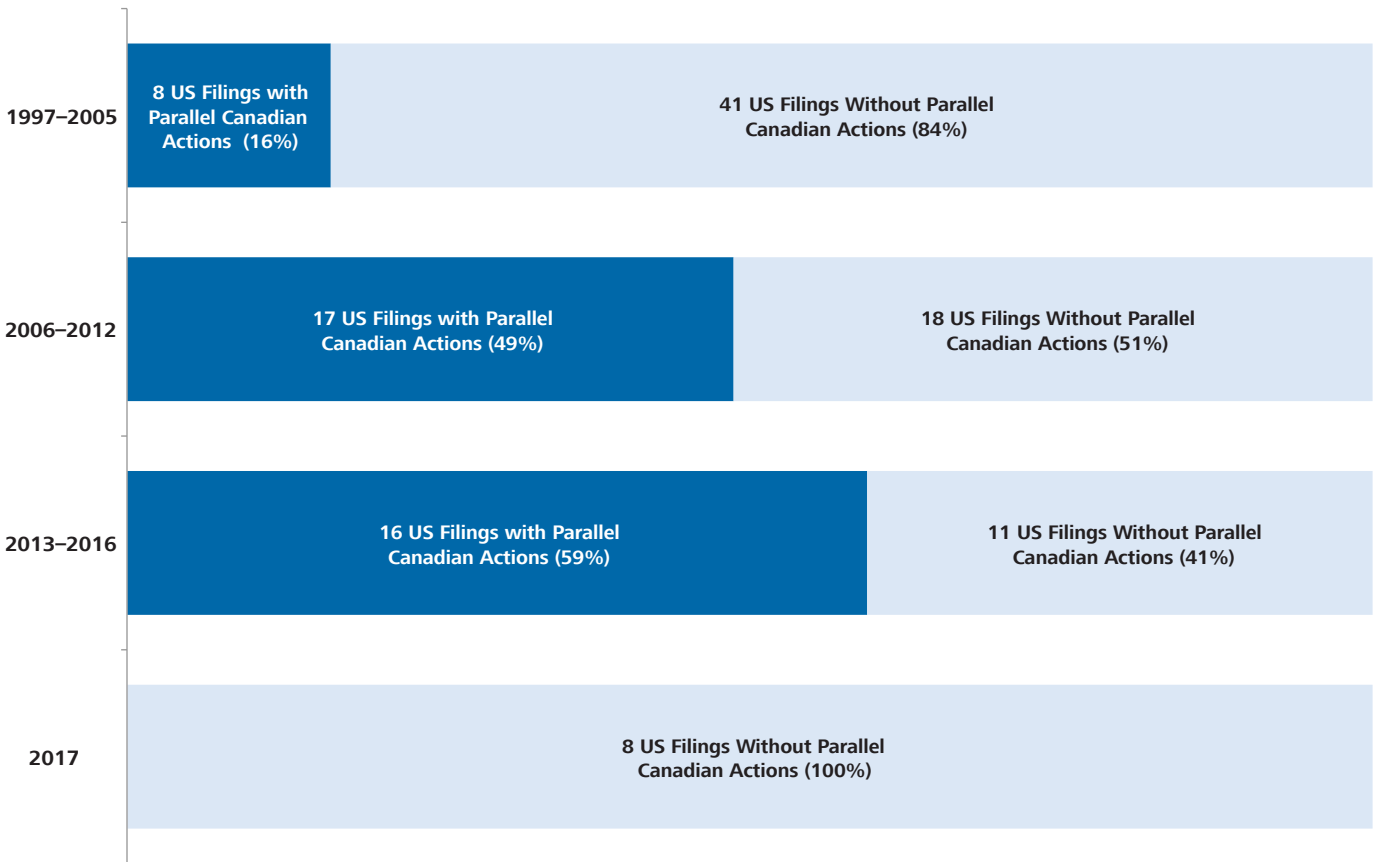 1997–2005
8 US Filings with
Parallel Canadian
Actions (16%)
41 US Filings Without Parallel
Canadian Actions (84%)
2006–2012
17 US Filings with Parallel
Canadian Actions (49%)
18 US Filings Without Parallel
Canadian Actions (51%)
2013–2016
16 US Filings with Parallel
Canadian Actions (59%)
11 US Filings Without Parallel
Canadian Actions (41%)
2017
8 US Filings Without Parallel
Canadian Actions (100%)